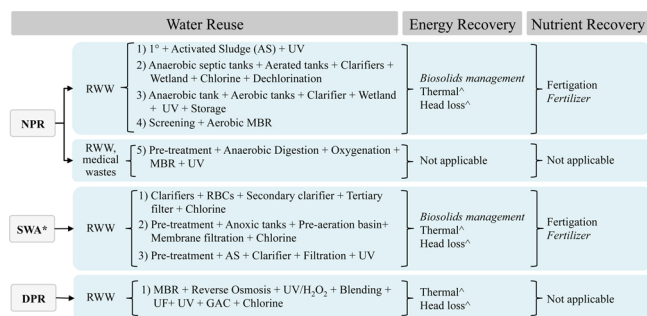 Water Reuse
Energy Recovery
Nutrient Recovery
NPR
RWW
1) 1° + Activated Sludge (AS) + UV
2) Anaerobic septic tanks + Aerated tanks + Clarifiers +
Wetland + Chlorine + Dechlorination
3) Anaerobic tank + Aerobic tanks + Clarifier + Wetland
+ UV + Storage
4) Screening + Aerobic MBR
Biosolids management
Thermal^
Head loss^
Fertigation
Fertilizer
RWW,
medical
wastes
5) Pre-treatment + Anaerobic Digestion + Oxygenation +
MBR + UV
Not applicable
Not applicable
SWA*
RWW
1) Clarifiers + RBCs + Secondary clarifier + Tertiary
filter + Chlorine
2) Pre-treatment + Anoxic tanks + Pre-aeration basin+
Membrane filtration + Chlorine
3) Pre-treatment + AS + Clarifier + Filtration + UV
Biosolids management
Thermal^
Head loss^
Fertigation
Fertilizer
DPR
RWW
1) MBR + Reverse Osmosis + UV/H₂O₂ + Blending +
UF+ UV + GAC + Chlorine
Thermal^
Head loss^
Not applicable